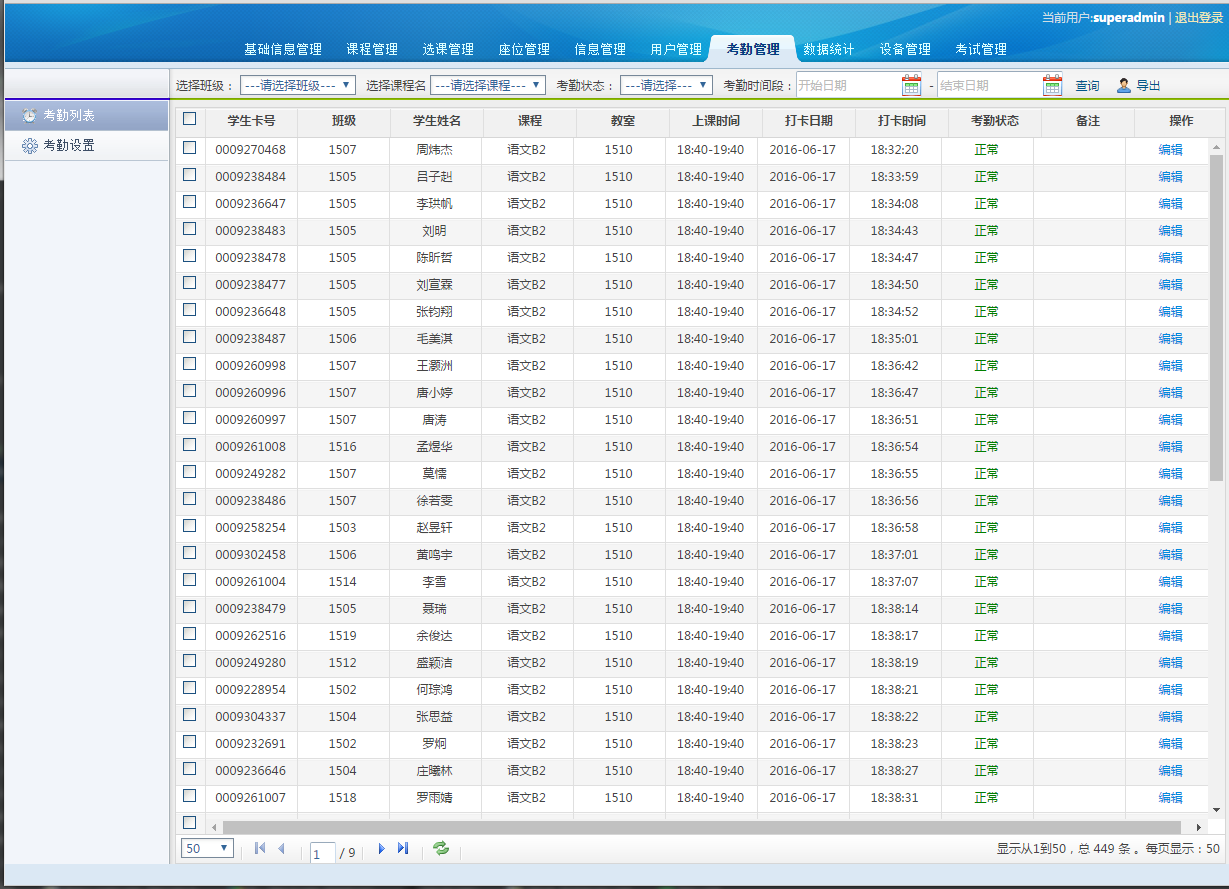 当前用户:superadmin | 退出登录
基础信息管理 课程管理 选课管理 座位管理 信息管理 用户管理 考勤管理 数据统计 设备管理 考试管理
选择班级： ---请选择班级--- 选择课程名 ---请选择课程--- 考勤状态： ---请选择--- 考勤时间段： 开始日期 - 结束日期 查询 导出
考勤列表
考勤设置
学生卡号 班级 学生姓名 课程 教室 上课时间 打卡日期 打卡时间 考勤状态 备注 操作
0009270468 1507 周炜杰 语文B2 1510 18:40-19:40 2016-06-17 18:32:20 正常 编辑
0009238484 1505 吕子赳 语文B2 1510 18:40-19:40 2016-06-17 18:33:59 正常 编辑
0009236647 1505 李珙帆 语文B2 1510 18:40-19:40 2016-06-17 18:34:08 正常 编辑
0009238483 1505 刘明 语文B2 1510 18:40-19:40 2016-06-17 18:34:43 正常 编辑
0009238478 1505 陈昕哲 语文B2 1510 18:40-19:40 2016-06-17 18:34:47 正常 编辑
0009238477 1505 刘宣霖 语文B2 1510 18:40-19:40 2016-06-17 18:34:50 正常 编辑
0009236648 1505 张钧翔 语文B2 1510 18:40-19:40 2016-06-17 18:34:52 正常 编辑
0009238487 1506 毛美淇 语文B2 1510 18:40-19:40 2016-06-17 18:35:01 正常 编辑
0009260998 1507 王灏洲 语文B2 1510 18:40-19:40 2016-06-17 18:36:42 正常 编辑
0009260996 1507 唐小婷 语文B2 1510 18:40-19:40 2016-06-17 18:36:47 正常 编辑
0009260997 1507 唐涛 语文B2 1510 18:40-19:40 2016-06-17 18:36:51 正常 编辑
0009261008 1516 孟煜华 语文B2 1510 18:40-19:40 2016-06-17 18:36:54 正常 编辑
0009249282 1507 莫懦 语文B2 1510 18:40-19:40 2016-06-17 18:36:55 正常 编辑
0009238486 1507 徐若雯 语文B2 1510 18:40-19:40 2016-06-17 18:36:56 正常 编辑
0009258254 1503 赵昱轩 语文B2 1510 18:40-19:40 2016-06-17 18:36:58 正常 编辑
0009302458 1506 黄鸣宇 语文B2 1510 18:40-19:40 2016-06-17 18:37:01 正常 编辑
0009261004 1514 李雪 语文B2 1510 18:40-19:40 2016-06-17 18:37:07 正常 编辑
0009238479 1505 聂瑞 语文B2 1510 18:40-19:40 2016-06-17 18:38:14 正常 编辑
0009262516 1519 余俊达 语文B2 1510 18:40-19:40 2016-06-17 18:38:17 正常 编辑
0009249280 1512 盛颖洁 语文B2 1510 18:40-19:40 2016-06-17 18:38:19 正常 编辑
0009228954 1502 何琮鸿 语文B2 1510 18:40-19:40 2016-06-17 18:38:21 正常 编辑
0009304337 1504 张思益 语文B2 1510 18:40-19:40 2016-06-17 18:38:22 正常 编辑
0009232691 1502 罗炯 语文B2 1510 18:40-19:40 2016-06-17 18:38:23 正常 编辑
0009236646 1504 庄曦林 语文B2 1510 18:40-19:40 2016-06-17 18:38:27 正常 编辑
0009261007 1518 罗雨婧 语文B2 1510 18:40-19:40 2016-06-17 18:38:31 正常 编辑
50 1 / 9 显示从1到50，总 449 条 。每页显示：50